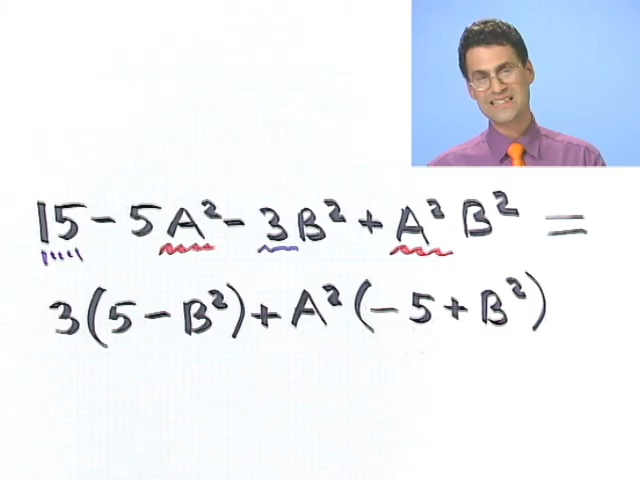 15 - 5A² - 3B² + A²B² =
3(5 - B²) + A²(-5 + B²)